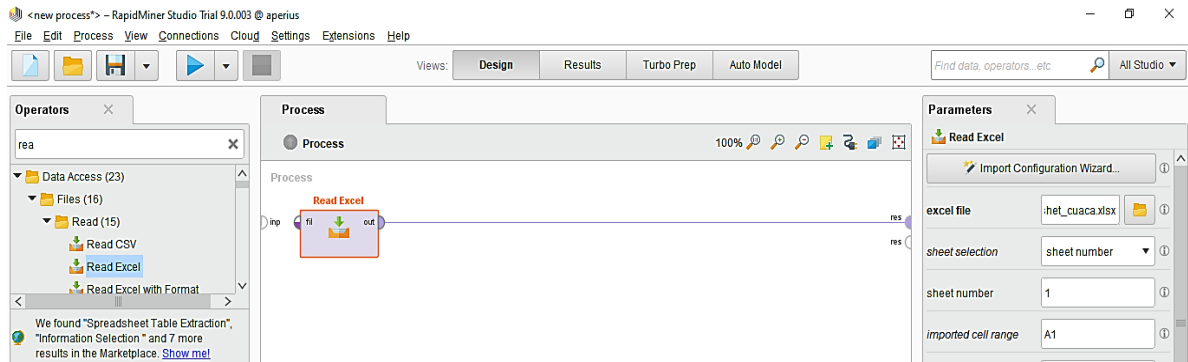 <new process*> – RapidMiner Studio Trial 9.0.003 @ aperius
File Edit Process View Connections Cloud Settings Extensions Help
Views: Design Results Turbo Prep Auto Model Find data, operators...etc All Studio
Operators
rea
Data Access (23)
Files (16)
Read (15)
Read CSV
Read Excel
Read Excel with Format
We found "Spreadsheet Table Extraction",
"Information Selection " and 7 more
results in the Marketplace. Show me!
Process
Process 100%
Process
Read Excel
inp fil out res
res
Parameters
Read Excel
Import Configuration Wizard...
excel file het_cuaca.xlsx
sheet selection sheet number
sheet number 1
imported cell range A1